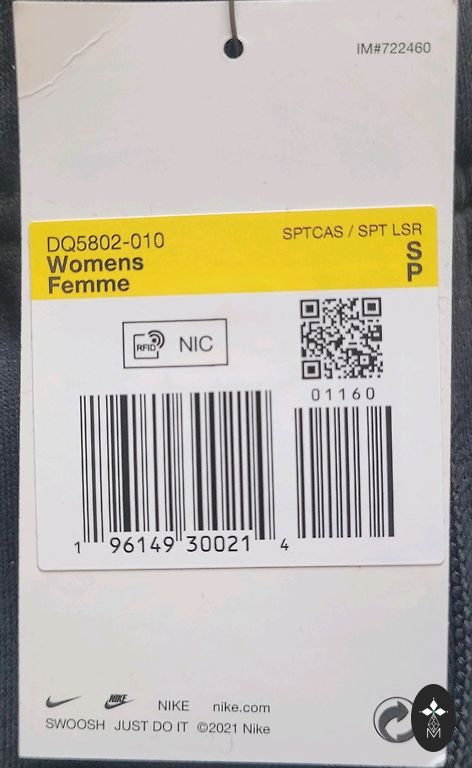 IM#722460
DQ5802-010
SPTCAS / SPT LSR
Womens
S
Femme
P
RFID NIC
01160
1 96149 30021 4
NIKE NIKE nike.com
SWOOSH JUST DO IT ©2021 Nike
M